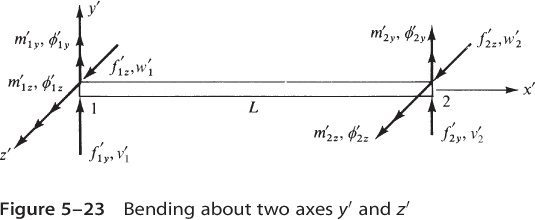 y′
m′1y, ϕ′1y
f′1z, w′1
m′1z, ϕ′1z
1
z′
f′1y, v′1
L
m′2y, ϕ′2y
f′2z, w′2
x′
2
m′2z, ϕ′2z
f′2y, v′2
Figure 5–23 Bending about two axes y′ and z′